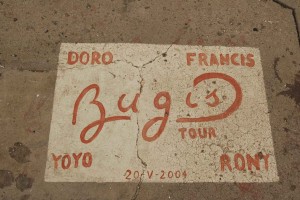 DORO FRANCIS
Bugis
TOUR
YOYO RONY
20-V-2004